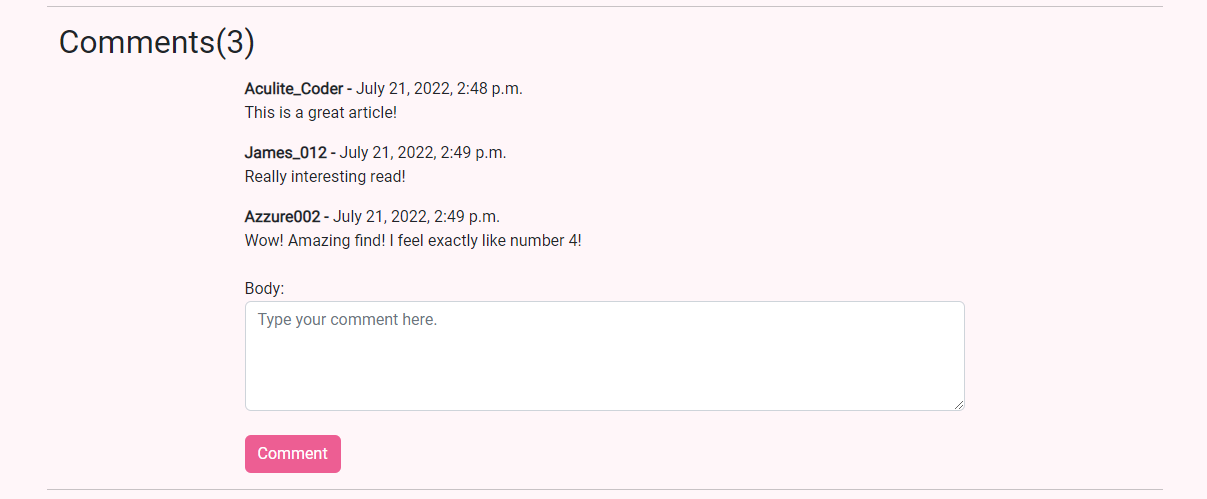 Comments(3)
Aculite_Coder - July 21, 2022, 2:48 p.m.
This is a great article!
James_012 - July 21, 2022, 2:49 p.m.
Really interesting read!
Azzure002 - July 21, 2022, 2:49 p.m.
Wow! Amazing find! I feel exactly like number 4!
Body:
Type your comment here.
Comment